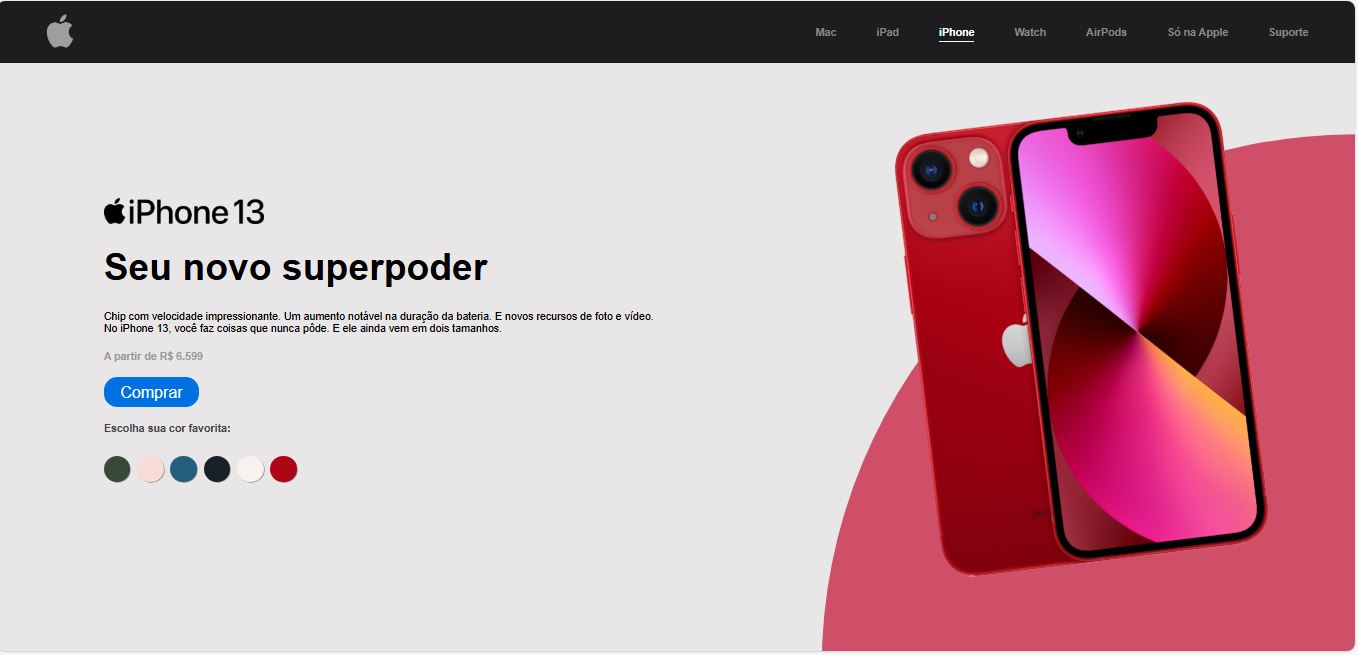 Mac iPad iPhone Watch AirPods Só na Apple Suporte
iPhone 13
Seu novo superpoder
Chip com velocidade impressionante. Um aumento notável na duração da bateria. E novos recursos de foto e vídeo.
No iPhone 13, você faz coisas que nunca pôde. E ele ainda vem em dois tamanhos.
A partir de R$ 6.599
Comprar
Escolha sua cor favorita: